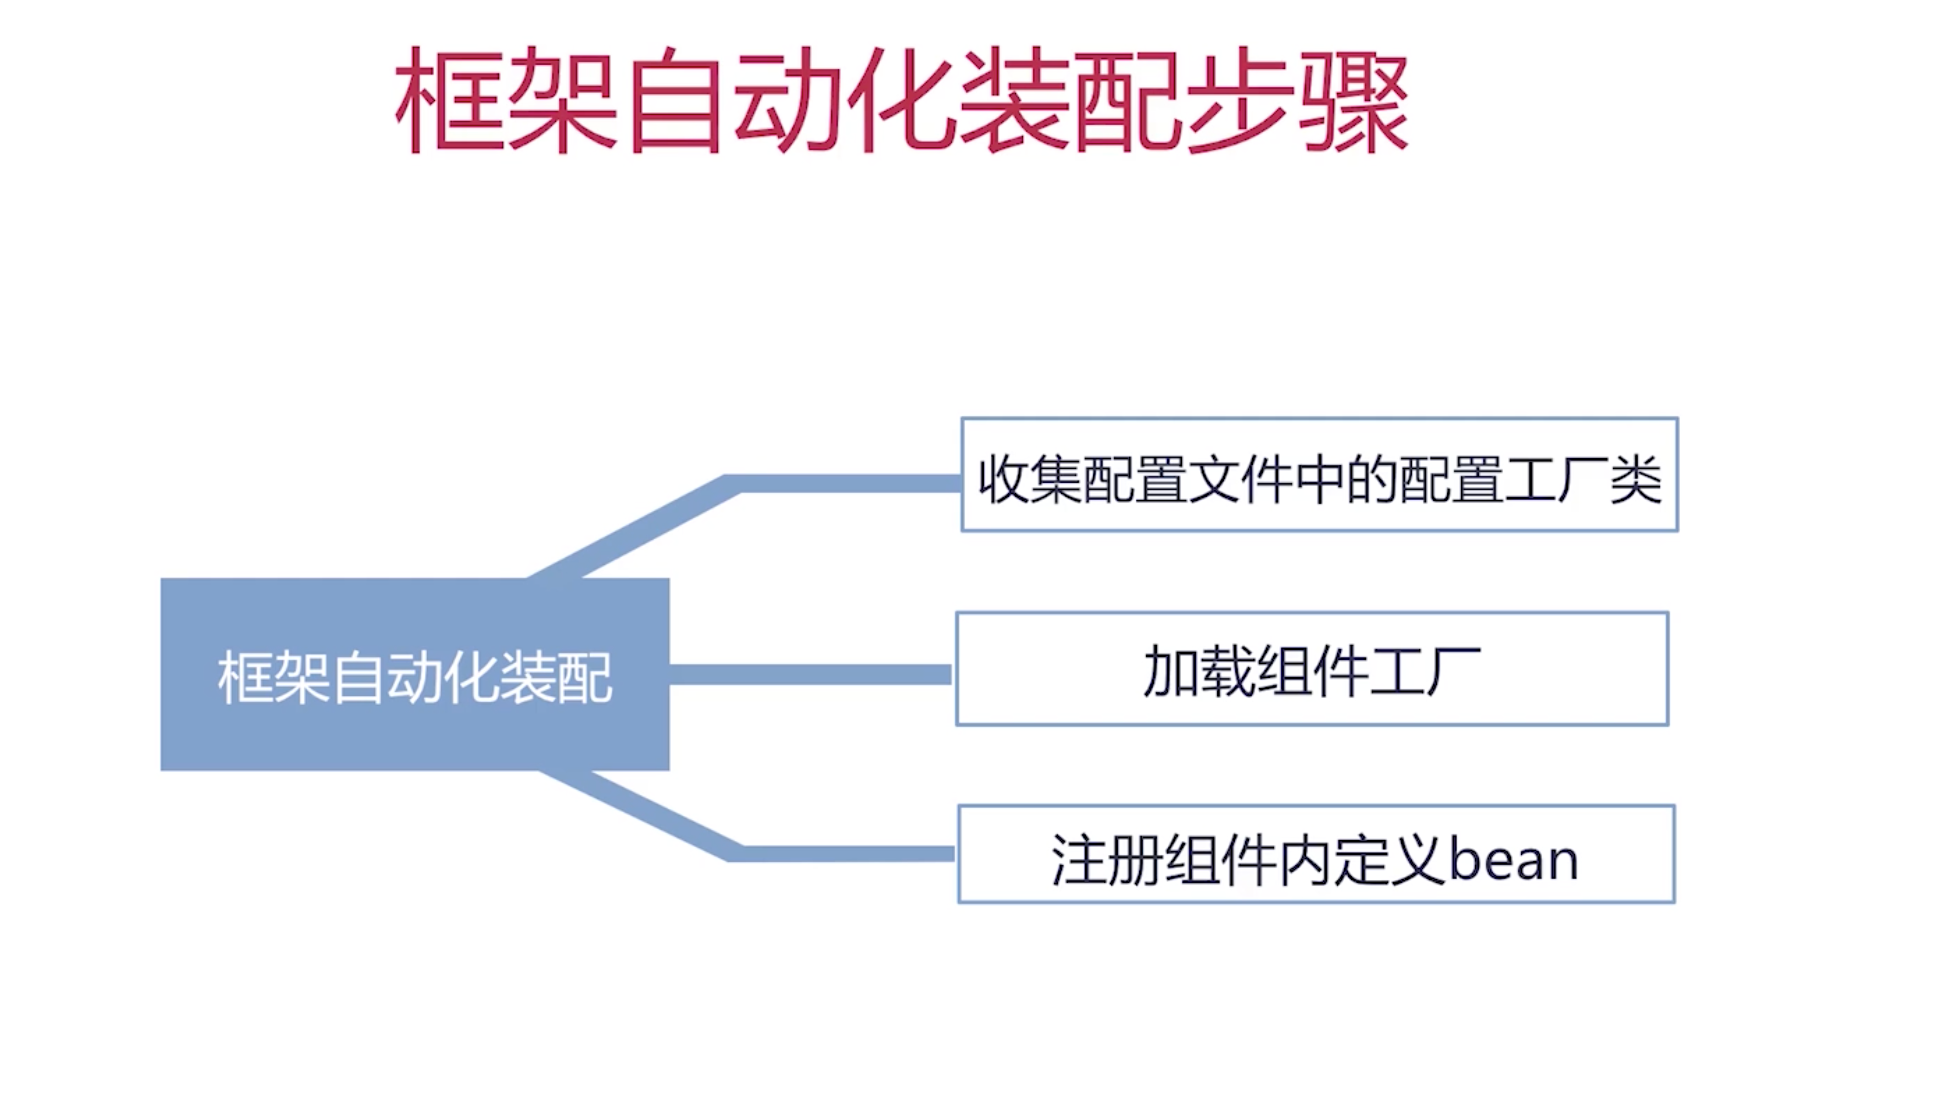 框架自动化装配步骤
收集配置文件中的配置工厂类
框架自动化装配
加载组件工厂
注册组件内定义bean